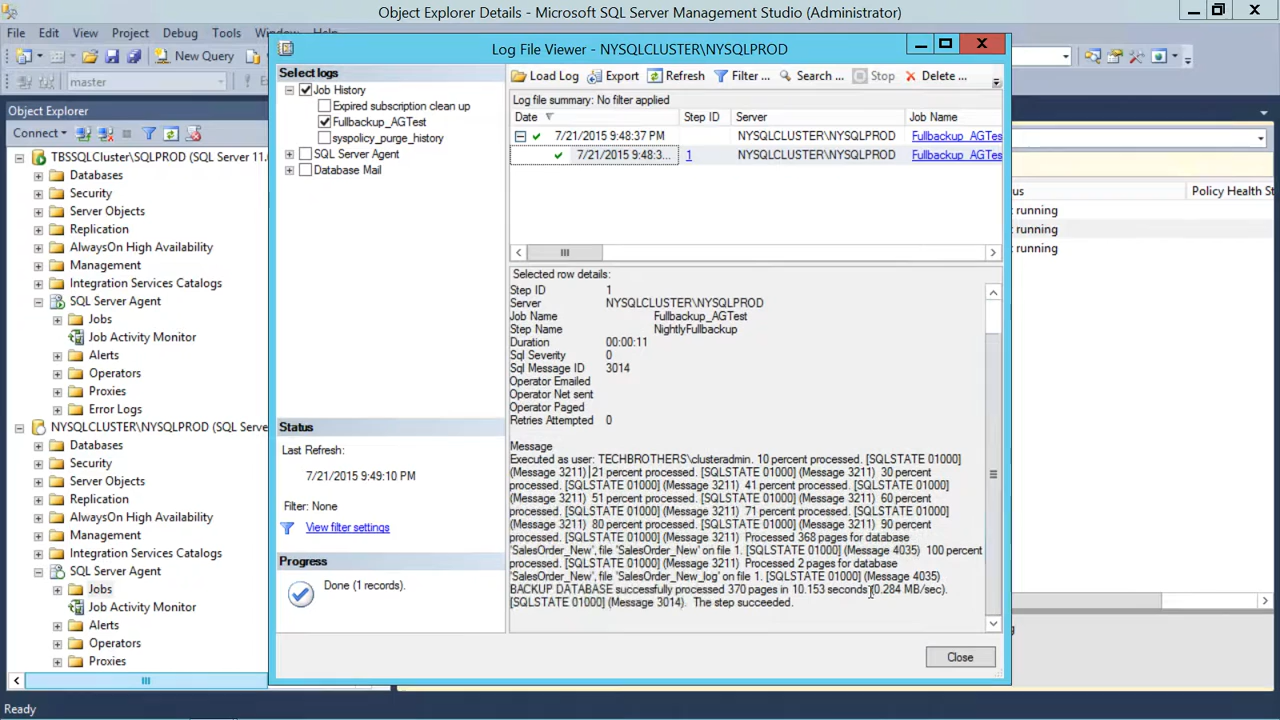 Object Explorer Details - Microsoft SQL Server Management Studio (Administrator)
File Edit View Project Debug Tools Window Help
New Query
master
Object Explorer
Connect
TBSSQLCluster\SQLPROD (SQL Server 11.
Databases
Security
Server Objects
Replication
AlwaysOn High Availability
Management
Integration Services Catalogs
SQL Server Agent
Jobs
Job Activity Monitor
Alerts
Operators
Proxies
Error Logs
NYSQLCLUSTER\NYSQLPROD (SQL Serve
Databases
Security
Server Objects
Replication
AlwaysOn High Availability
Management
Integration Services Catalogs
SQL Server Agent
Jobs
Job Activity Monitor
Alerts
Operators
Proxies
Ready
Log File Viewer - NYSQLCLUSTER\NYSQLPROD
Select logs
Job History
Expired subscription clean up
Fullbackup_AGTest
syspolicy_purge_history
SQL Server Agent
Database Mail
Status
Last Refresh:
7/21/2015 9:49:10 PM
Filter: None
View filter settings
Progress
Done (1 records).
Load Log Export Refresh Filter ... Search ... Stop Delete ...
Log file summary: No filter applied
Date Step ID Server Job Name
7/21/2015 9:48:37 PM NYSQLCLUSTER\NYSQLPROD Fullbackup_AGTes
7/21/2015 9:48:3... 1 NYSQLCLUSTER\NYSQLPROD Fullbackup_AGTes
Selected row details:
Step ID 1
Server NYSQLCLUSTER\NYSQLPROD
Job Name Fullbackup_AGTest
Step Name NightlyFullbackup
Duration 00:00:11
Sql Severity 0
Sql Message ID 3014
Operator Emailed
Operator Net sent
Operator Paged
Retries Attempted 0
Message
Executed as user: TECHBROTHERS\clusteradmin. 10 percent processed. [SQLSTATE 01000]
(Message 3211) 21 percent processed. [SQLSTATE 01000] (Message 3211) 30 percent
processed. [SQLSTATE 01000] (Message 3211) 41 percent processed. [SQLSTATE 01000]
(Message 3211) 51 percent processed. [SQLSTATE 01000] (Message 3211) 60 percent
processed. [SQLSTATE 01000] (Message 3211) 71 percent processed. [SQLSTATE 01000]
(Message 3211) 80 percent processed. [SQLSTATE 01000] (Message 3211) 90 percent
processed. [SQLSTATE 01000] (Message 3211) Processed 368 pages for database
'SalesOrder_New', file 'SalesOrder_New' on file 1. [SQLSTATE 01000] (Message 4035) 100 percent
processed. [SQLSTATE 01000] (Message 3211) Processed 2 pages for database
'SalesOrder_New', file 'SalesOrder_New_log' on file 1. [SQLSTATE 01000] (Message 4035)
BACKUP DATABASE successfully processed 370 pages in 10.153 seconds (0.284 MB/sec).
[SQLSTATE 01000] (Message 3014). The step succeeded.
Close
us Policy Health St
running
running
running